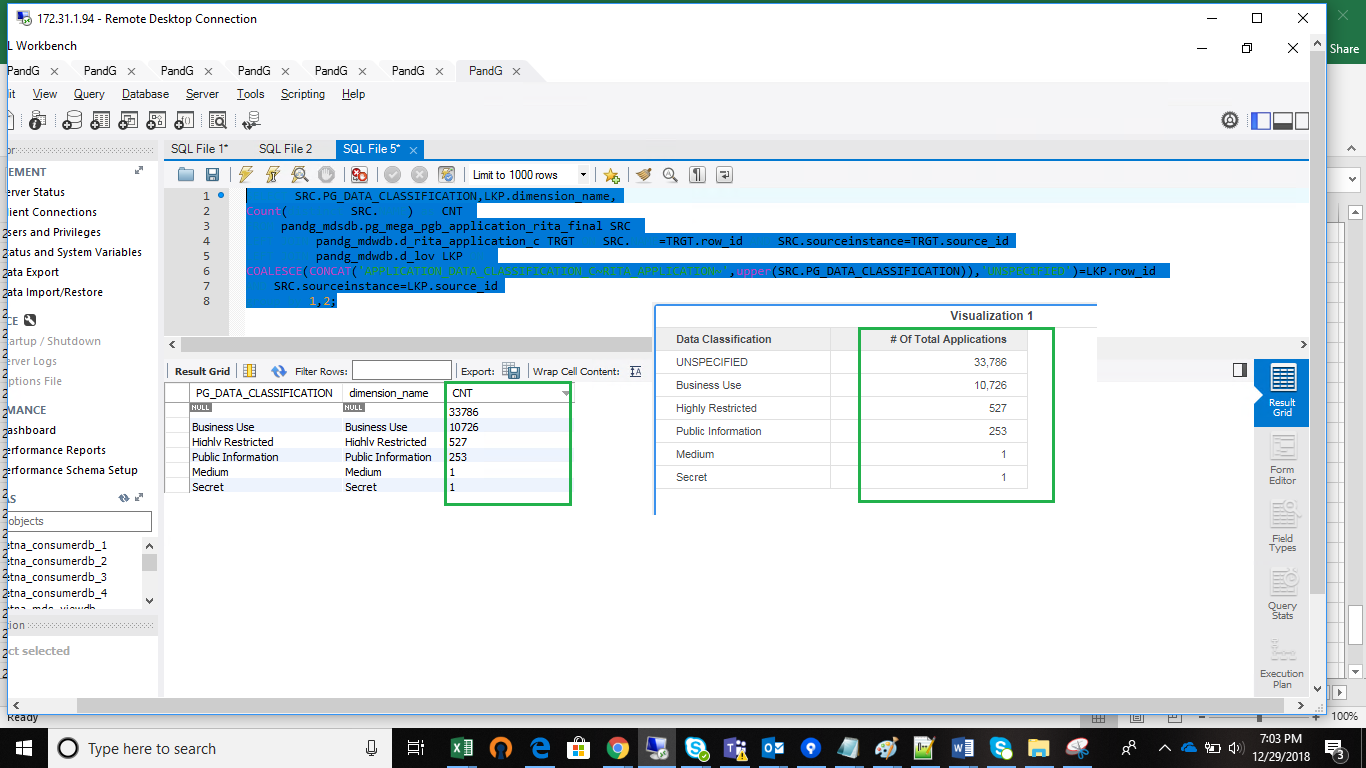 172.31.1.94 - Remote Desktop Connection
Share
L Workbench
PandG PandG PandG PandG PandG PandG PandG
it View Query Database Server Tools Scripting Help
SQL File 1* SQL File 2 SQL File 5*
Limit to 1000 rows
EMENT
erver Status
lient Connections
sers and Privileges
tatus and System Variables
ata Export
ata Import/Restore
CE
tartup / Shutdown
erver Logs
ptions File
MANCE
ashboard
erformance Reports
erformance Schema Setup
AS
objects
etna_consumerdb_1
etna_consumerdb_2
etna_consumerdb_3
etna_consumerdb_4
etna_mds_viewdb
tion
ct selected
1 SRC.PG_DATA_CLASSIFICATION,LKP.dimension_name,
2 Count( SRC. ) CNT
3 pandg_mdsdb.pg_mega_pgb_application_rita_final SRC
4 pandg_mdwdb.d_rita_application_c TRGT SRC. =TRGT.row_id SRC.sourceinstance=TRGT.source_id
5 pandg_mdwdb.d_lov LKP
6 COALESCE(CONCAT('APPLICATION_DATA_CLASSIFICATION_C~RITA_APPLICATION~',upper(SRC.PG_DATA_CLASSIFICATION)),'UNSPECIFIED')=LKP.row_id
7 SRC.sourceinstance=LKP.source_id
8 1,2;
Result Grid Filter Rows: Export: Wrap Cell Content:
PG_DATA_CLASSIFICATION dimension_name CNT
NULL NULL 33786
Business Use Business Use 10726
Highly Restricted Highly Restricted 527
Public Information Public Information 253
Medium Medium 1
Secret Secret 1
Visualization 1
Data Classification # Of Total Applications
UNSPECIFIED 33,786
Business Use 10,726
Highly Restricted 527
Public Information 253
Medium 1
Secret 1
Result
Grid
Form
Editor
Field
Types
Query
Stats
Execution
Plan
Ready
100%
Type here to search
7:03 PM
12/29/2018
3